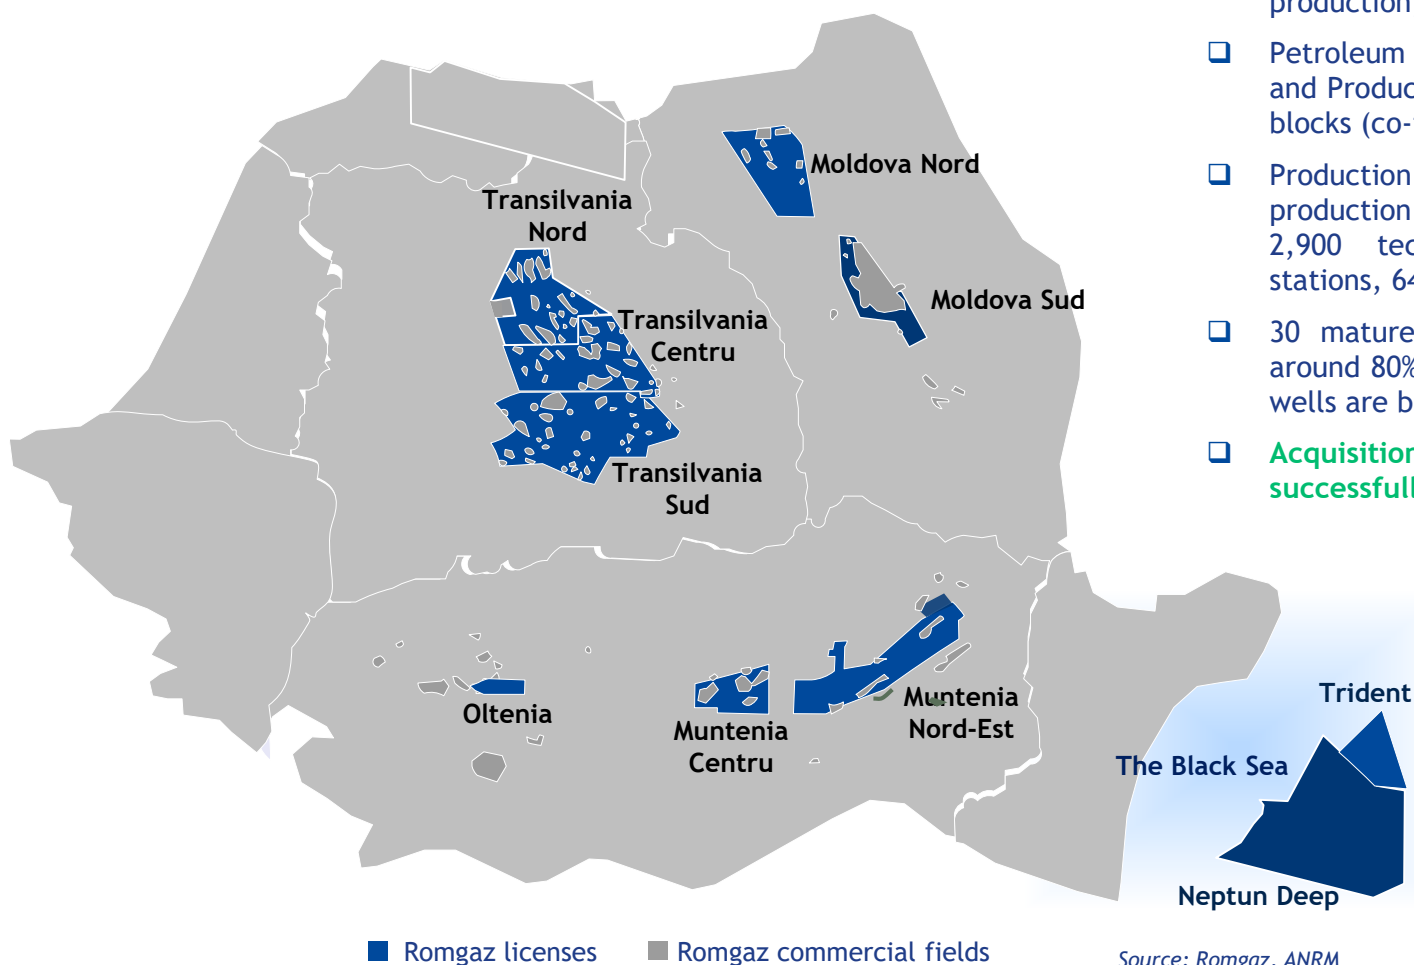 production
Petroleum
and Produc
blocks (co-
Production
production
2,900 tec
stations, 64
30 mature
around 80%
wells are b
Acquisition
successfull
Moldova Nord
Transilvania
Nord
Moldova Sud
Transilvania
Centru
Transilvania
Sud
Oltenia
Muntenia
Centru
Muntenia
Nord-Est
Trident
The Black Sea
Neptun Deep
Romgaz licenses
Romgaz commercial fields
Source: Romgaz, ANRM